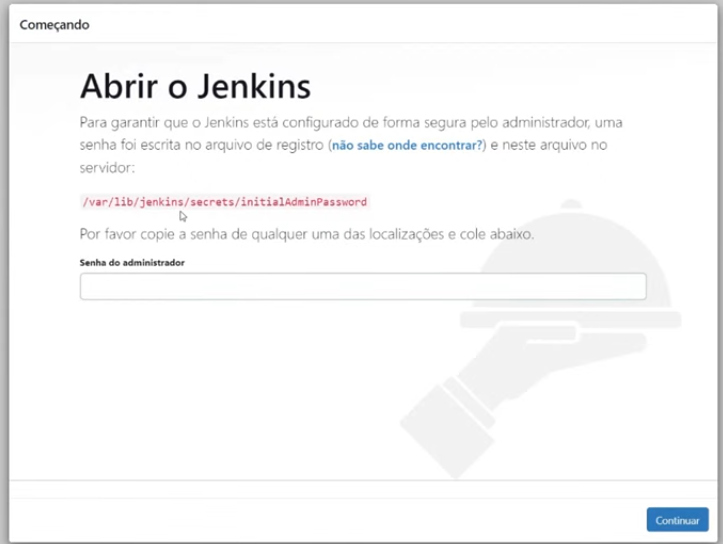 Começando
Abrir o Jenkins
Para garantir que o Jenkins está configurado de forma segura pelo administrador, uma
senha foi escrita no arquivo de registro (não sabe onde encontrar?) e neste arquivo no
servidor:
/var/lib/jenkins/secrets/initialAdminPassword
Por favor copie a senha de qualquer uma das localizações e cole abaixo.
Senha do administrador
Continuar